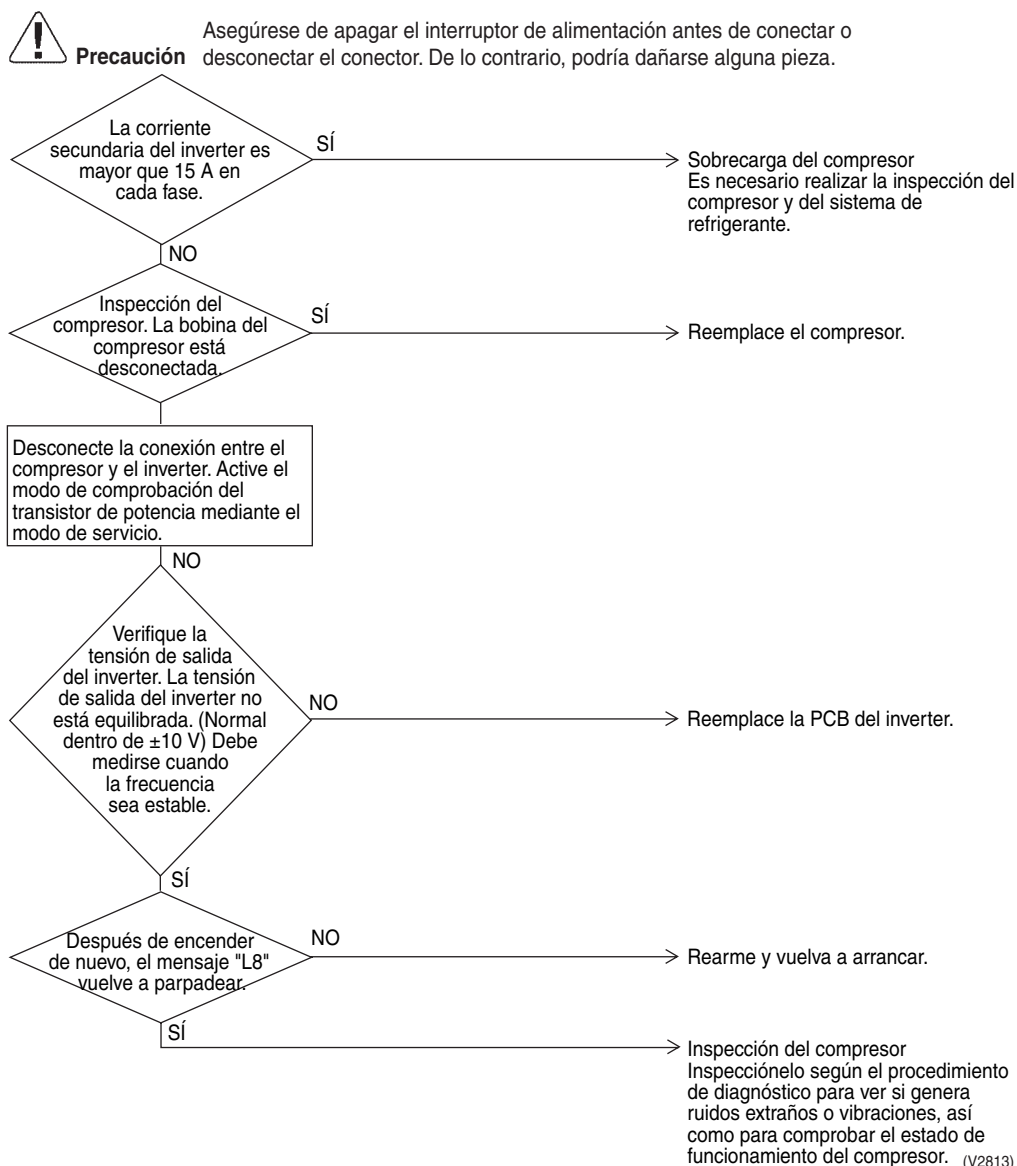 Asegúrese de apagar el interruptor de alimentación antes de conectar o
Precaución desconectar el conector. De lo contrario, podría dañarse alguna pieza.
La corriente
secundaria del inverter es
mayor que 15 A en
cada fase.
SÍ
Sobrecarga del compresor
Es necesario realizar la inspección del
compresor y del sistema de
refrigerante.
NO
Inspección del
compresor. La bobina del
compresor está
desconectada.
SÍ
Reemplace el compresor.
Desconecte la conexión entre el
compresor y el inverter. Active el
modo de comprobación del
transistor de potencia mediante el
modo de servicio.
NO
Verifique la
tensión de salida
del inverter. La tensión
de salida del inverter no
está equilibrada. (Normal
dentro de ±10 V) Debe
medirse cuando
la frecuencia
sea estable.
NO
Reemplace la PCB del inverter.
SÍ
Después de encender
de nuevo, el mensaje "L8"
vuelve a parpadear.
NO
Rearme y vuelva a arrancar.
SÍ
Inspección del compresor
Inspecciónelo según el procedimiento
de diagnóstico para ver si genera
ruidos extraños o vibraciones, así
como para comprobar el estado de
funcionamiento del compresor. (V2813)